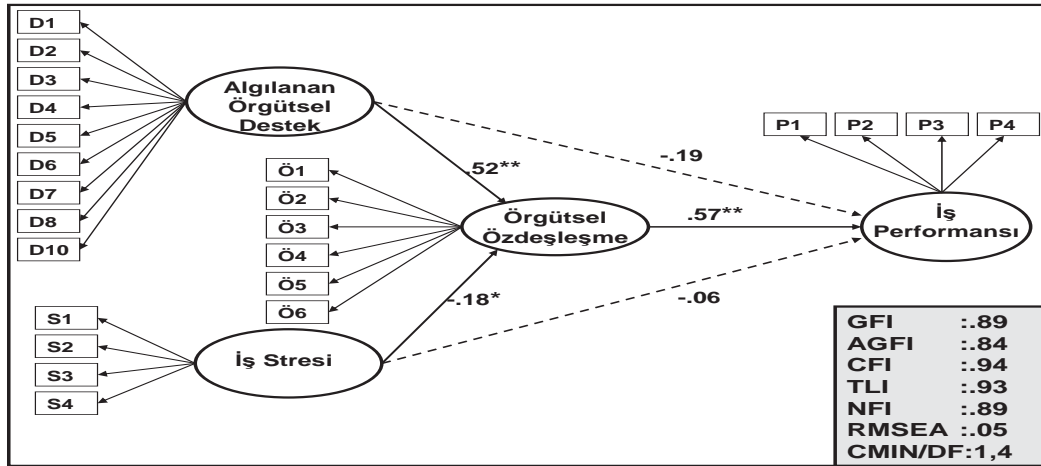 D1
D2
D3
D4
D5
D6
D7
D8
D10
Algılanan
Örgütsel
Destek
P1 P2 P3 P4
-.19
.52**
Ö1
Ö2
Ö3
Ö4
Ö5
Ö6
Örgütsel
Özdeşleşme
.57**
İş
Performansı
-.18*
-.06
S1
S2
S3
S4
İş Stresi
GFI :.89
AGFI :.84
CFI :.94
TLI :.93
NFI :.89
RMSEA :.05
CMIN/DF:1,4